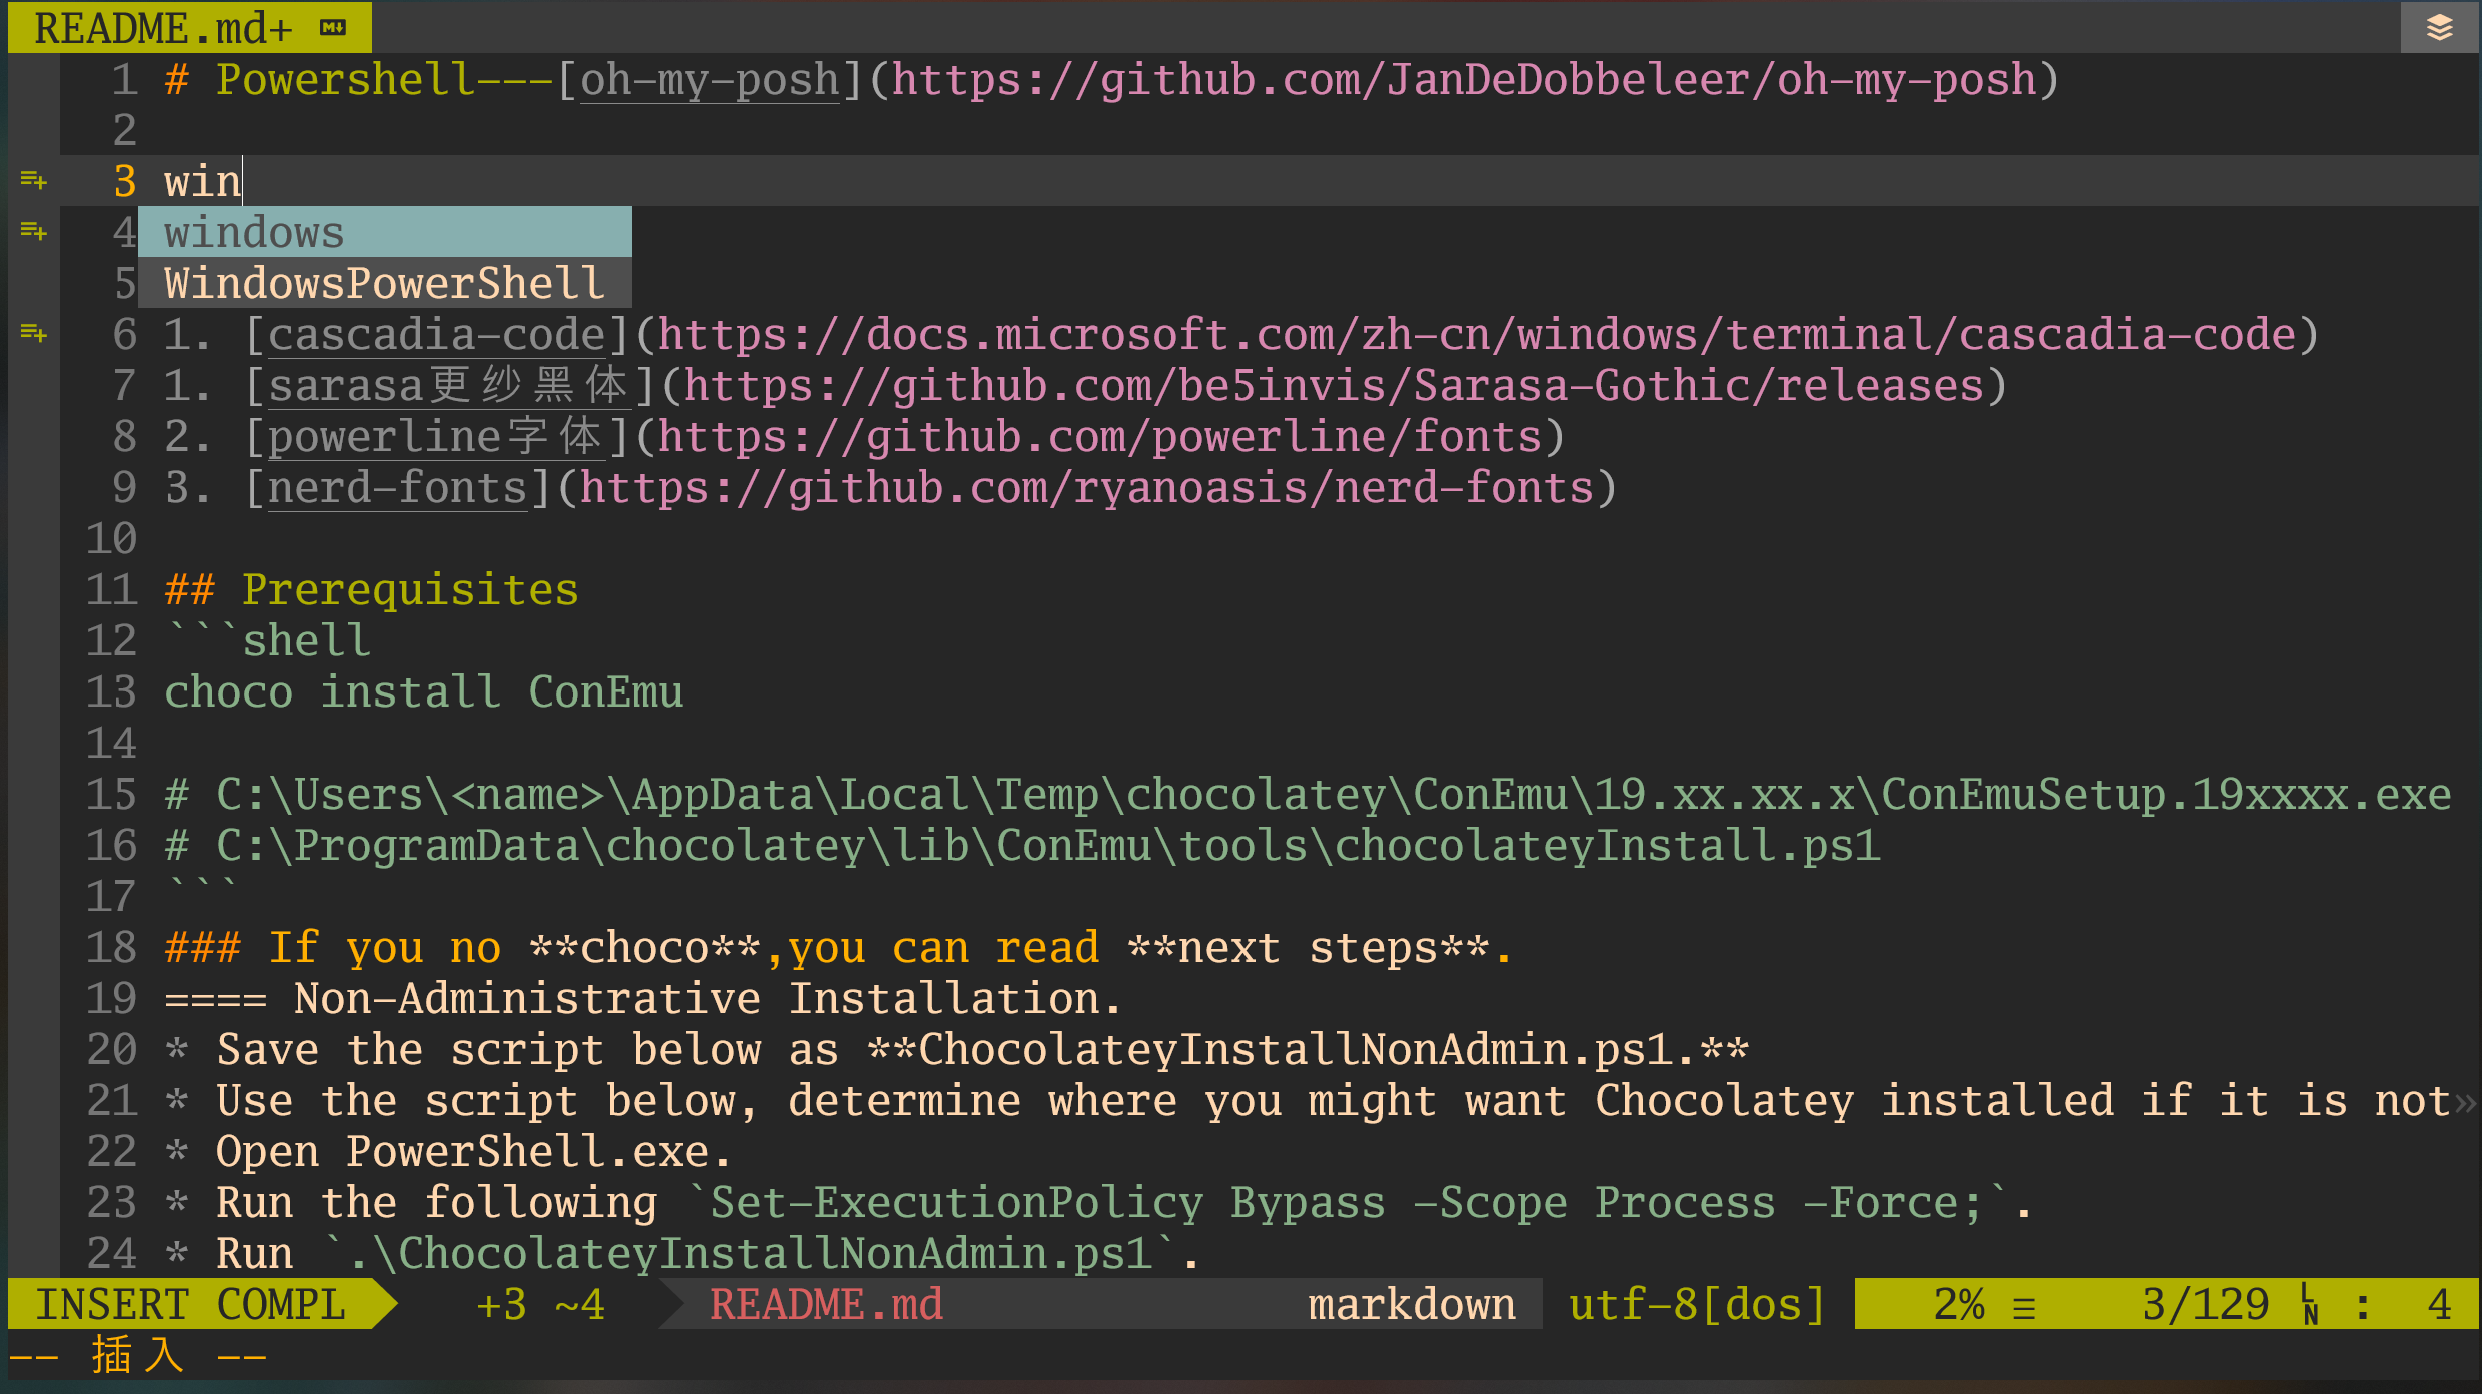 README.md+
1 # Powershell---[oh-my-posh](https://github.com/JanDeDobbeleer/oh-my-posh)
2
3 win
4 windows
5 WindowsPowerShell
6 1. [cascadia-code](https://docs.microsoft.com/zh-cn/windows/terminal/cascadia-code)
7 1. [sarasa更纱黑体](https://github.com/be5invis/Sarasa-Gothic/releases)
8 2. [powerline字体](https://github.com/powerline/fonts)
9 3. [nerd-fonts](https://github.com/ryanoasis/nerd-fonts)
10
11 ## Prerequisites
12 ```shell
13 choco install ConEmu
14
15 # C:\Users\<name>\AppData\Local\Temp\chocolatey\ConEmu\19.xx.xx.x\ConEmuSetup.19xxxx.exe
16 # C:\ProgramData\chocolatey\lib\ConEmu\tools\chocolateyInstall.ps1
17 ```
18 ### If you no **choco**,you can read **next steps**.
19 ==== Non-Administrative Installation.
20 * Save the script below as **ChocolateyInstallNonAdmin.ps1.**
21 * Use the script below, determine where you might want Chocolatey installed if it is not»
22 * Open PowerShell.exe.
23 * Run the following `Set-ExecutionPolicy Bypass -Scope Process -Force;`.
24 * Run `.\ChocolateyInstallNonAdmin.ps1`.
INSERT COMPL +3 ~4 README.md markdown utf-8[dos] 2% ☰ 3/129 LN : 4
-- 插入 --